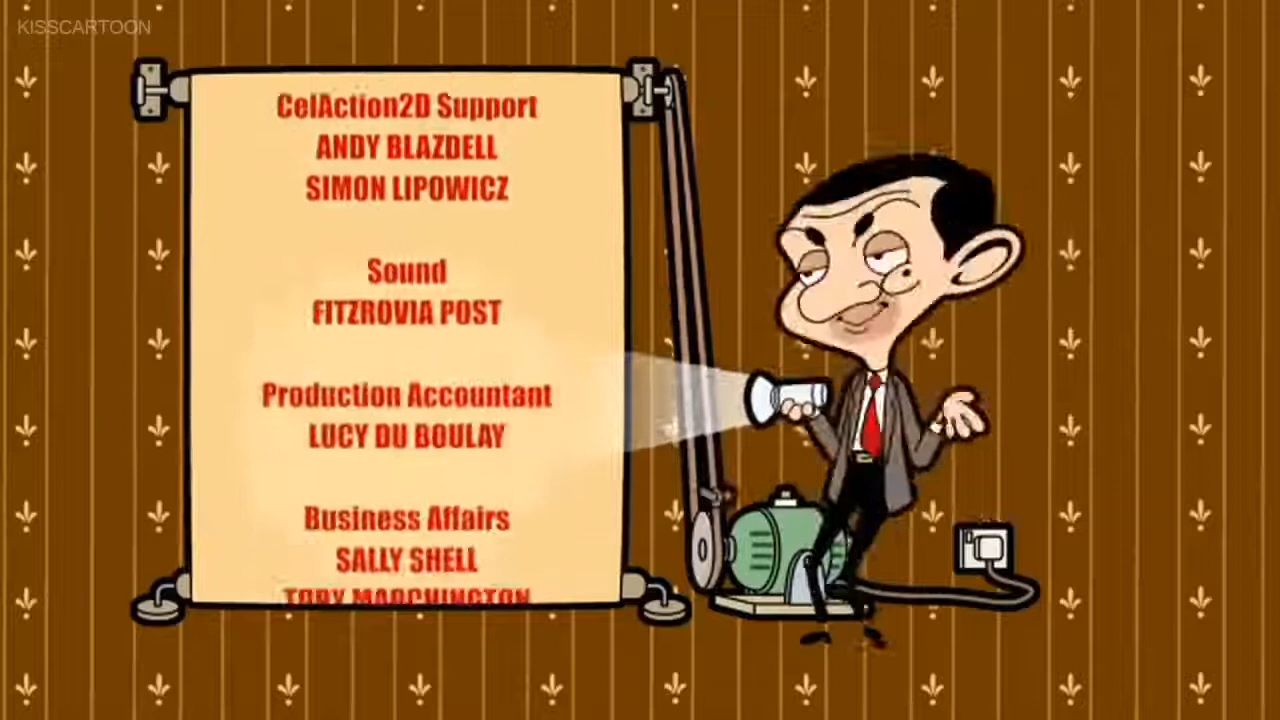 KISSCARTOON
CelAction2D Support
ANDY BLAZDELL
SIMON LIPOWICZ
Sound
FITZROVIA POST
Production Accountant
LUCY DU BOULAY
Business Affairs
SALLY SHELL